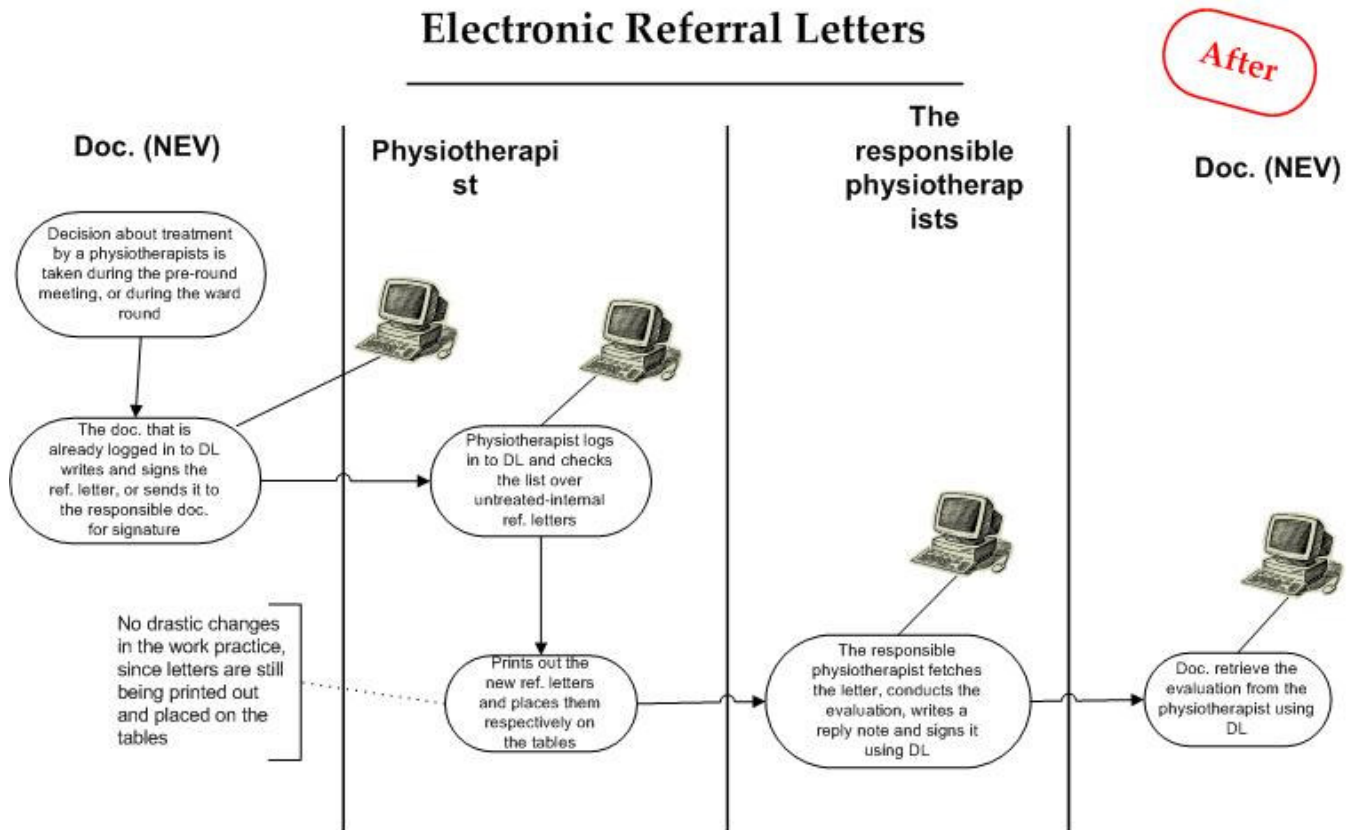 Electronic Referral Letters
After
Doc. (NEV)
Physiotherapi
st
The
responsible
physiotherap
ists
Doc. (NEV)
Decision about treatment
by a physiotherapists is
taken during the pre-round
meeting, or during the ward
round
The doc. that is
already logged in to DL
writes and signs the
ref. letter, or sends it to
the responsible doc.
for signature
Physiotherapist logs
in to DL and checks
the list over
untreated-internal
ref. letters
No drastic changes
in the work practice,
since letters are still
being printed out
and placed on the
tables
Prints out the
new ref. letters
and places them
respectively on
the tables
The responsible
physiotherapist fetches
the letter, conducts the
evaluation, writes a
reply note and signs it
using DL
Doc. retrieve the
evaluation from the
physiotherapist using
DL